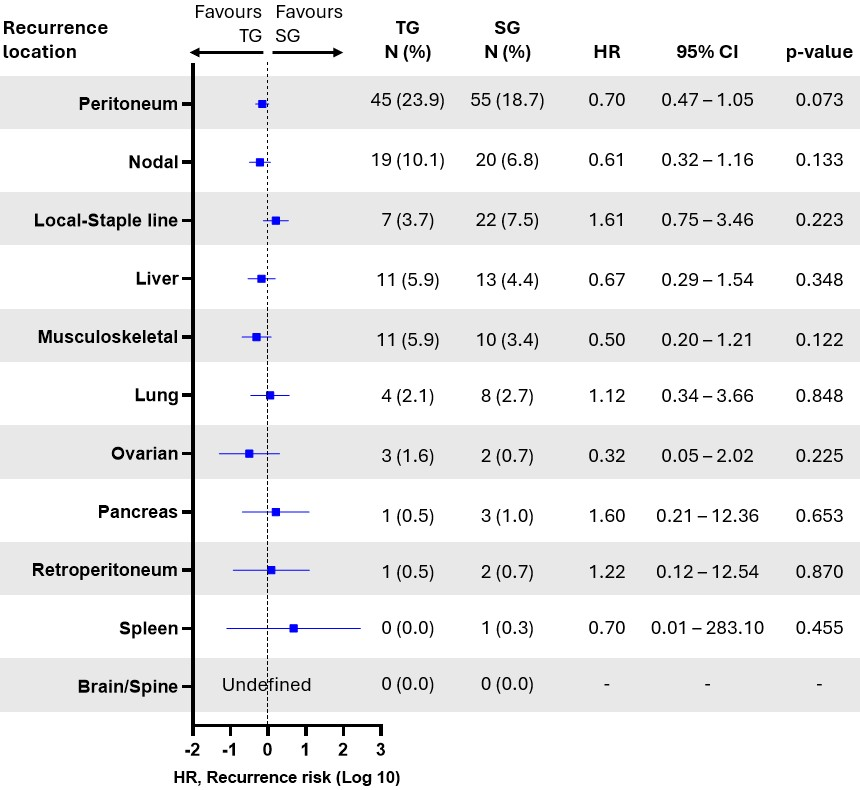 Recurrence location
Favours TG
Favours SG
TG N (%)
SG N (%)
HR
95% CI
p-value
Peritoneum 45 (23.9) 55 (18.7) 0.70 0.47 – 1.05 0.073
Nodal 19 (10.1) 20 (6.8) 0.61 0.32 – 1.16 0.133
Local-Staple line 7 (3.7) 22 (7.5) 1.61 0.75 – 3.46 0.223
Liver 11 (5.9) 13 (4.4) 0.67 0.29 – 1.54 0.348
Musculoskeletal 11 (5.9) 10 (3.4) 0.50 0.20 – 1.21 0.122
Lung 4 (2.1) 8 (2.7) 1.12 0.34 – 3.66 0.848
Ovarian 3 (1.6) 2 (0.7) 0.32 0.05 – 2.02 0.225
Pancreas 1 (0.5) 3 (1.0) 1.60 0.21 – 12.36 0.653
Retroperitoneum 1 (0.5) 2 (0.7) 1.22 0.12 – 12.54 0.870
Spleen 0 (0.0) 1 (0.3) 0.70 0.01 – 283.10 0.455
Brain/Spine Undefined 0 (0.0) 0 (0.0) - - -
-2 -1 0 1 2 3
HR, Recurrence risk (Log 10)